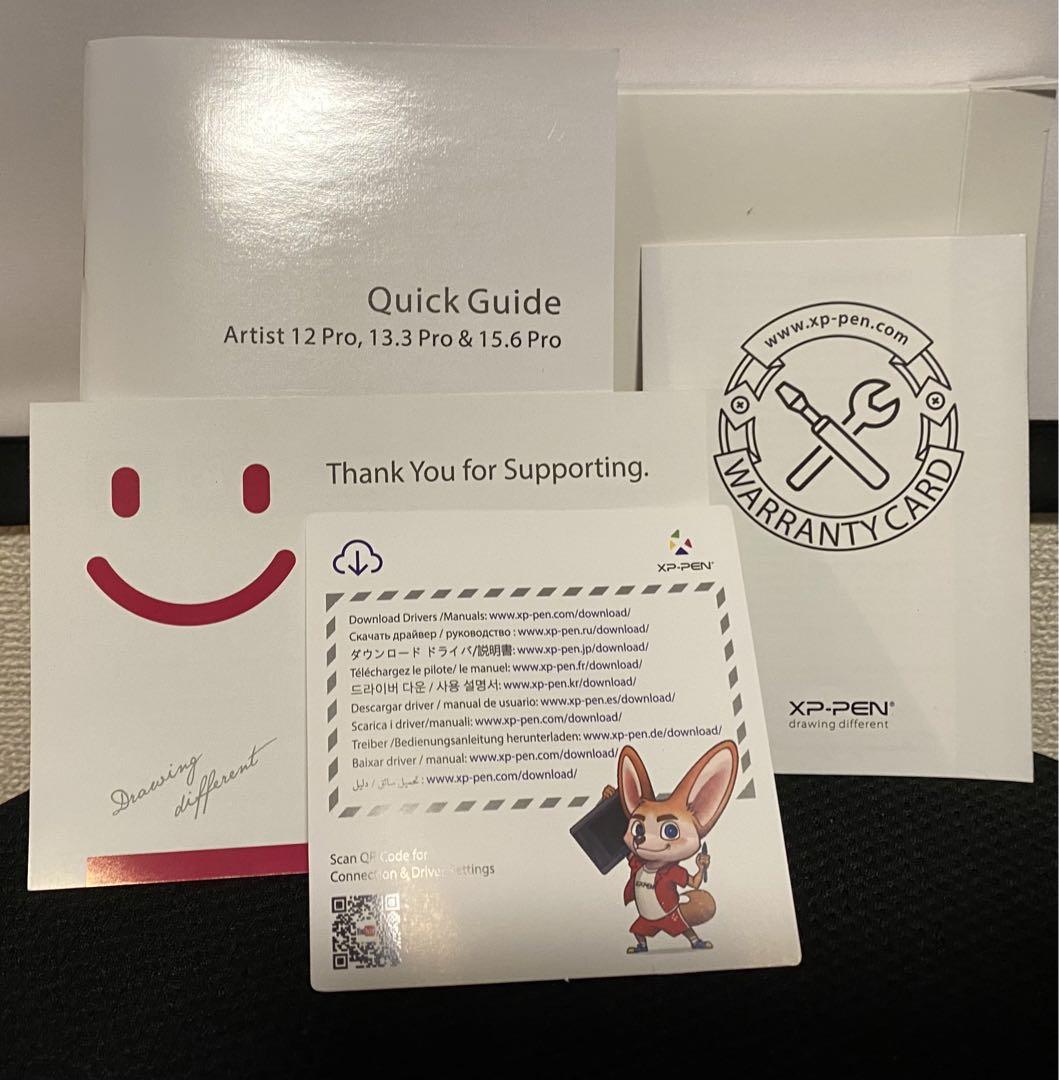 Quick Guide
Artist 12 Pro, 13.3 Pro & 15.6 Pro
www.xp-pen.com
WARRANTY CARD
XP-PEN®
drawing different
Thank You for Supporting.
Drawing
different
XP-PEN®
Download Drivers /Manuals: www.xp-pen.com/download/
Скачать драйвер / руководство : www.xp-pen.ru/download/
ダウンロード ドライバ/説明書: www.xp-pen.jp/download/
Téléchargez le pilote/ le manuel: www.xp-pen.fr/download/
드라이버 다운 / 사용 설명서: www.xp-pen.kr/download/
Descargar driver / manual de usuario: www.xp-pen.es/download/
Scarica i driver/manuali: www.xp-pen.com/download/
Treiber /Bedienungsanleitung herunterladen: www.xp-pen.de/download/
Baixar driver / manual: www.xp-pen.com/download/
تحميل سائق / دليل : www.xp-pen.com/download/
Scan QR Code for
Connection & Driver Settings
XP-PEN